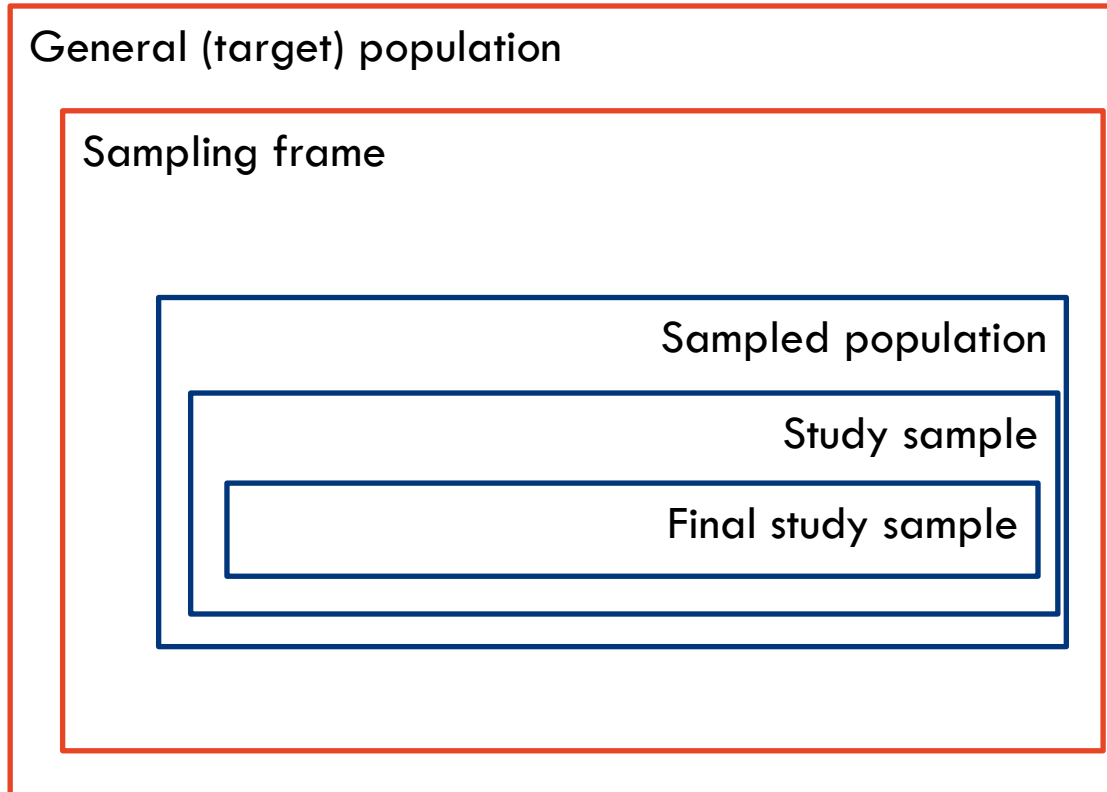 General (target) population
Sampling frame
Sampled population
Study sample
Final study sample